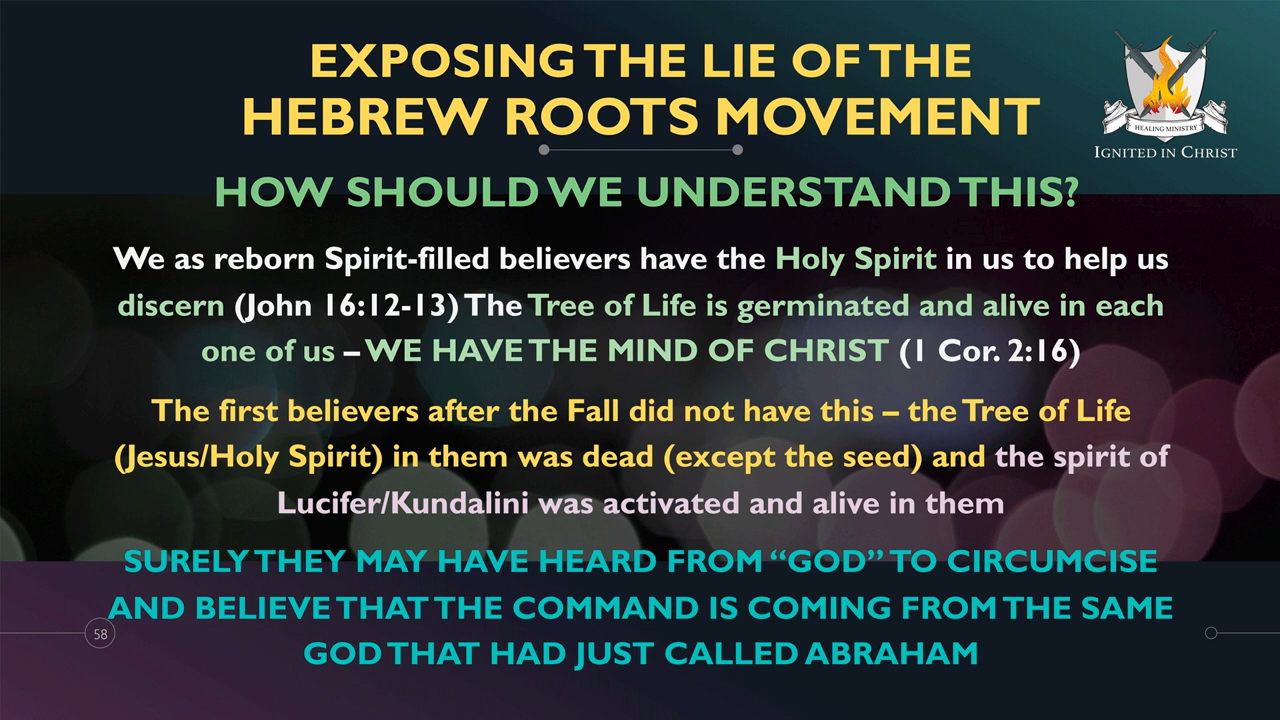 EXPOSING THE LIE OF THE
HEBREW ROOTS MOVEMENT
HEALING MINISTRY
IGNITED IN CHRIST
HOW SHOULD WE UNDERSTAND THIS?
We as reborn Spirit-filled believers have the Holy Spirit in us to help us
discern (John 16:12-13) The Tree of Life is germinated and alive in each
one of us – WE HAVE THE MIND OF CHRIST (1 Cor. 2:16)
The first believers after the Fall did not have this – the Tree of Life
(Jesus/Holy Spirit) in them was dead (except the seed) and the spirit of
Lucifer/Kundalini was activated and alive in them
SURELY THEY MAY HAVE HEARD FROM “GOD” TO CIRCUMCISE
AND BELIEVE THAT THE COMMAND IS COMING FROM THE SAME
GOD THAT HAD JUST CALLED ABRAHAM
58